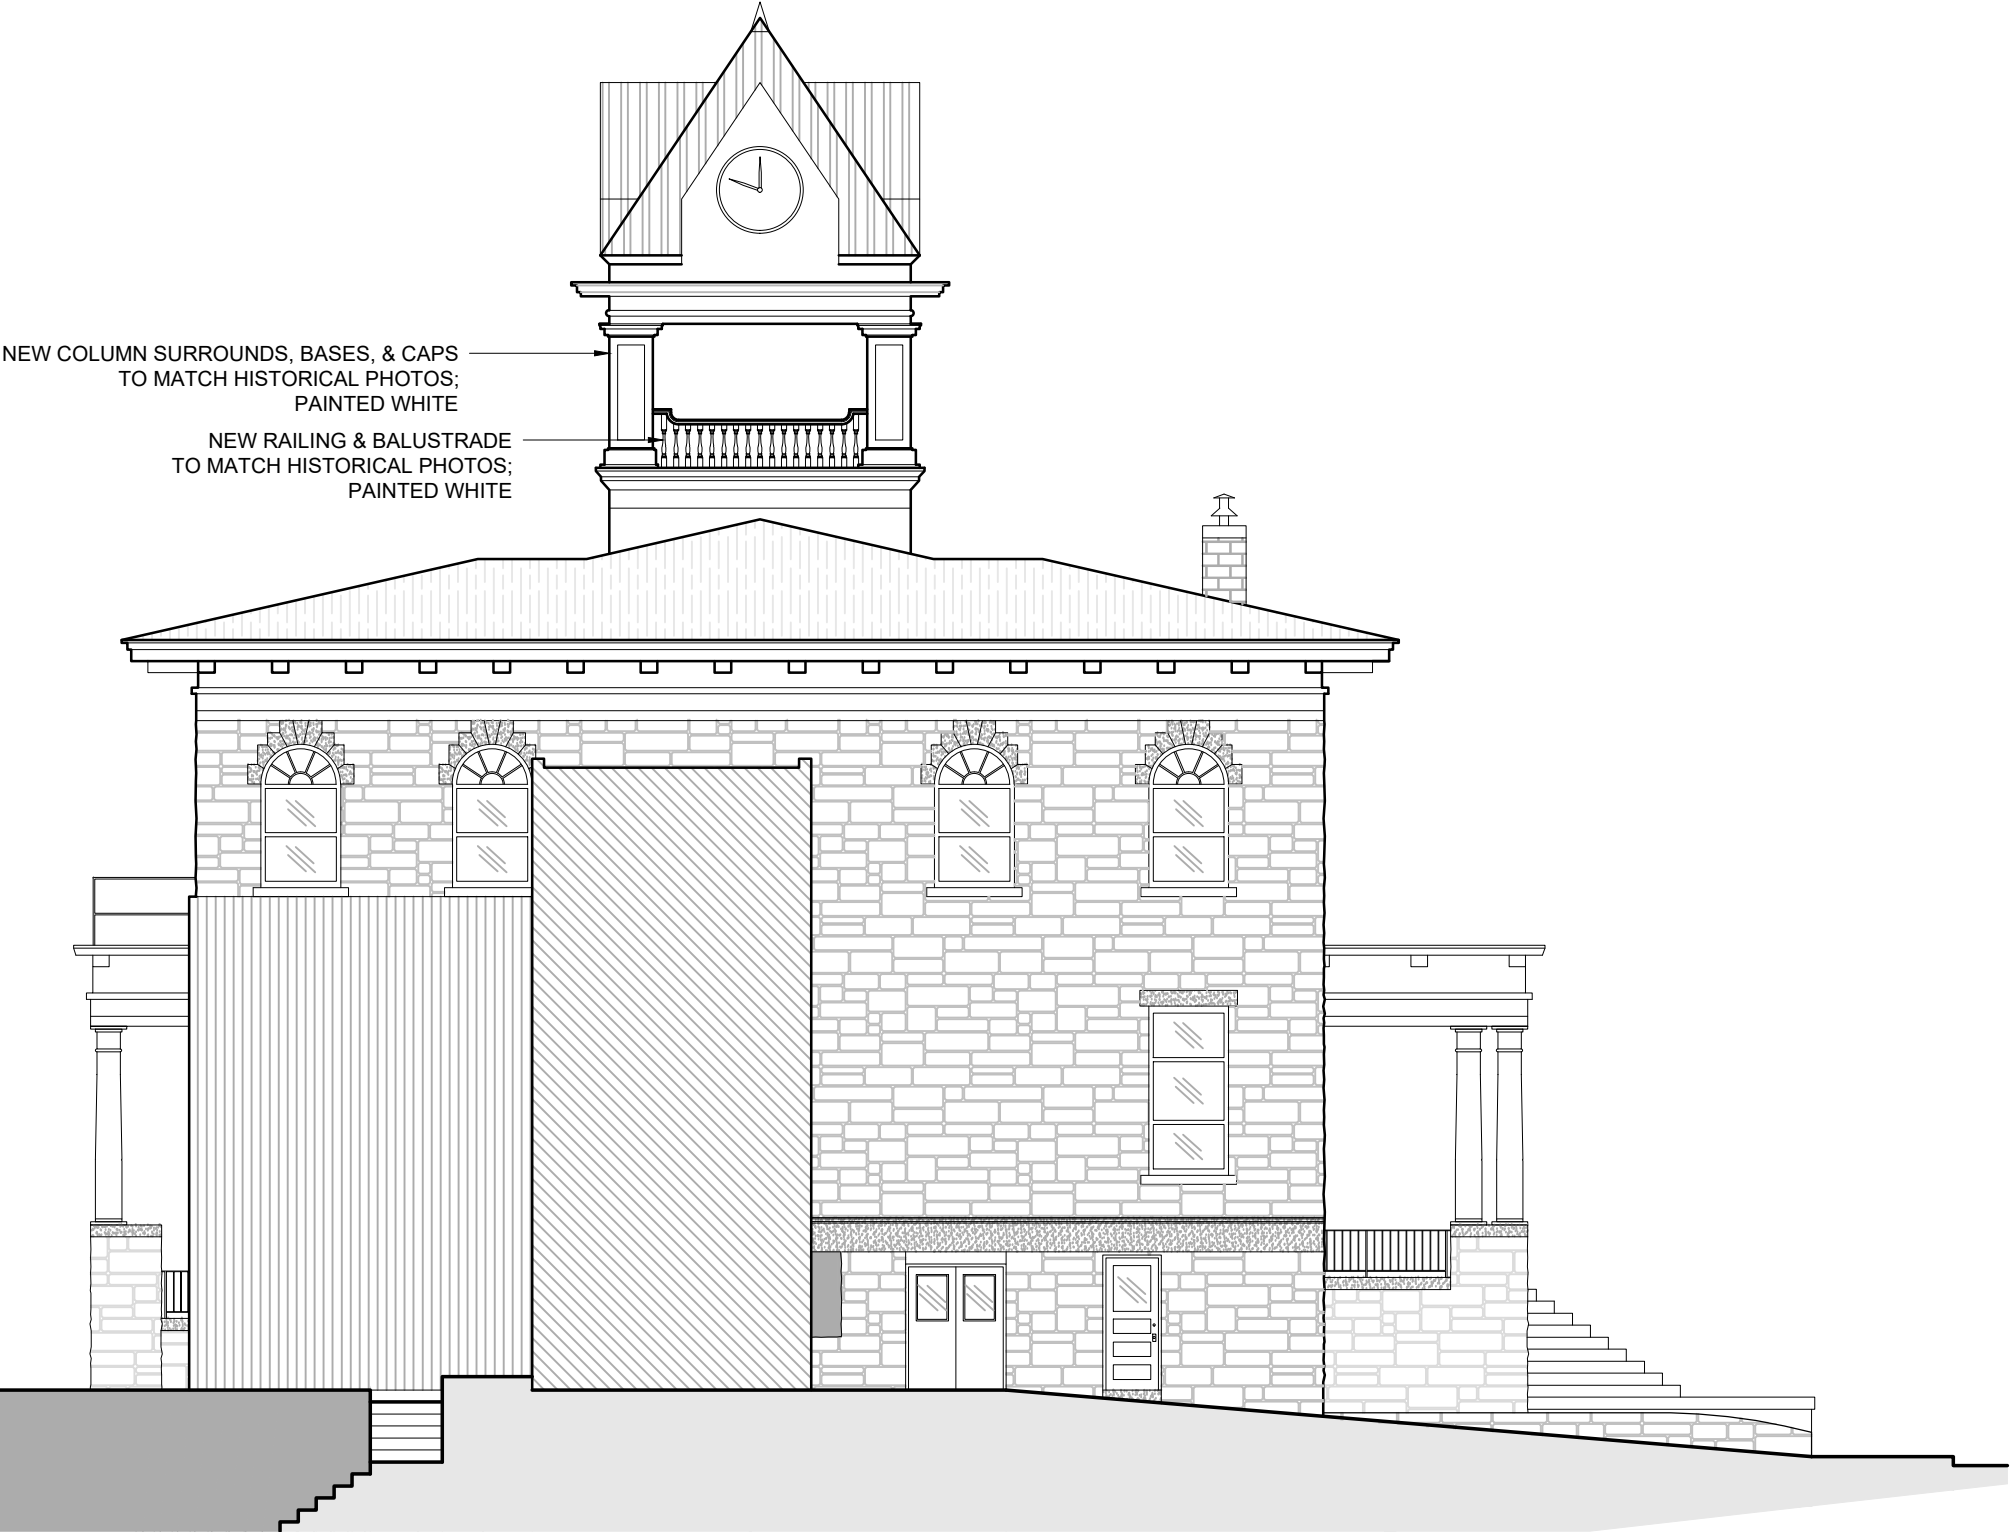 NEW COLUMN SURROUNDS, BASES, & CAPS
TO MATCH HISTORICAL PHOTOS;
PAINTED WHITE
NEW RAILING & BALUSTRADE
TO MATCH HISTORICAL PHOTOS;
PAINTED WHITE